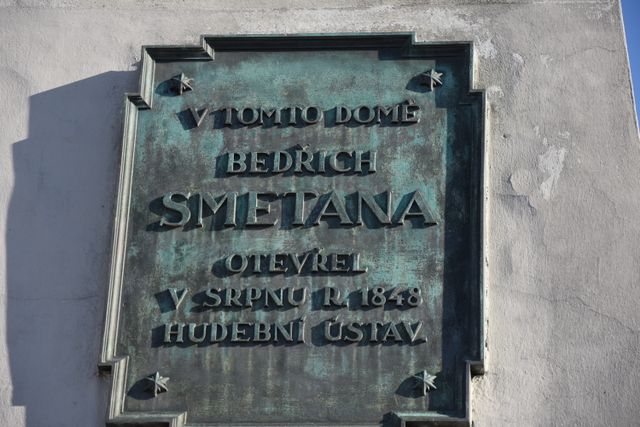 V TOMTO DOMĚ
BEDŘICH
SMETANA
OTEVŘEL
V SRPNU R. 1848
HUDEBNÍ ÚSTAV